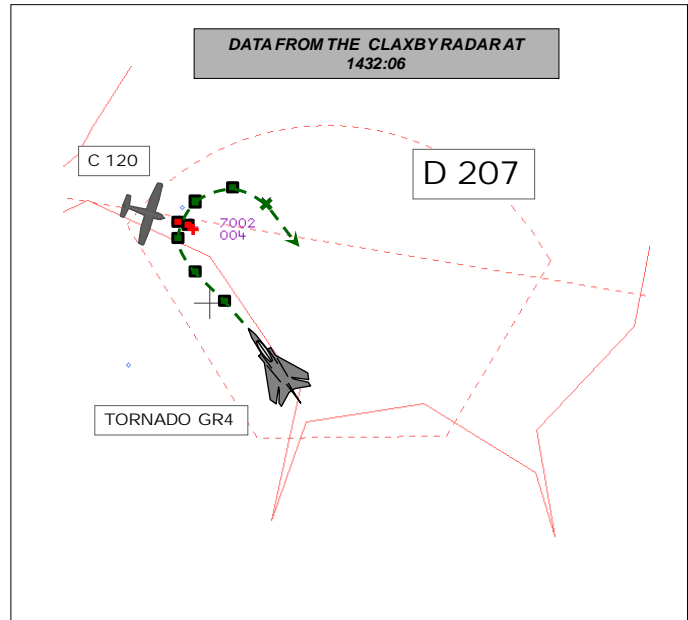 DATA FROM THE CLAXBY RADAR AT
1432:06
C 120
D 207
7002
004
TORNADO GR4